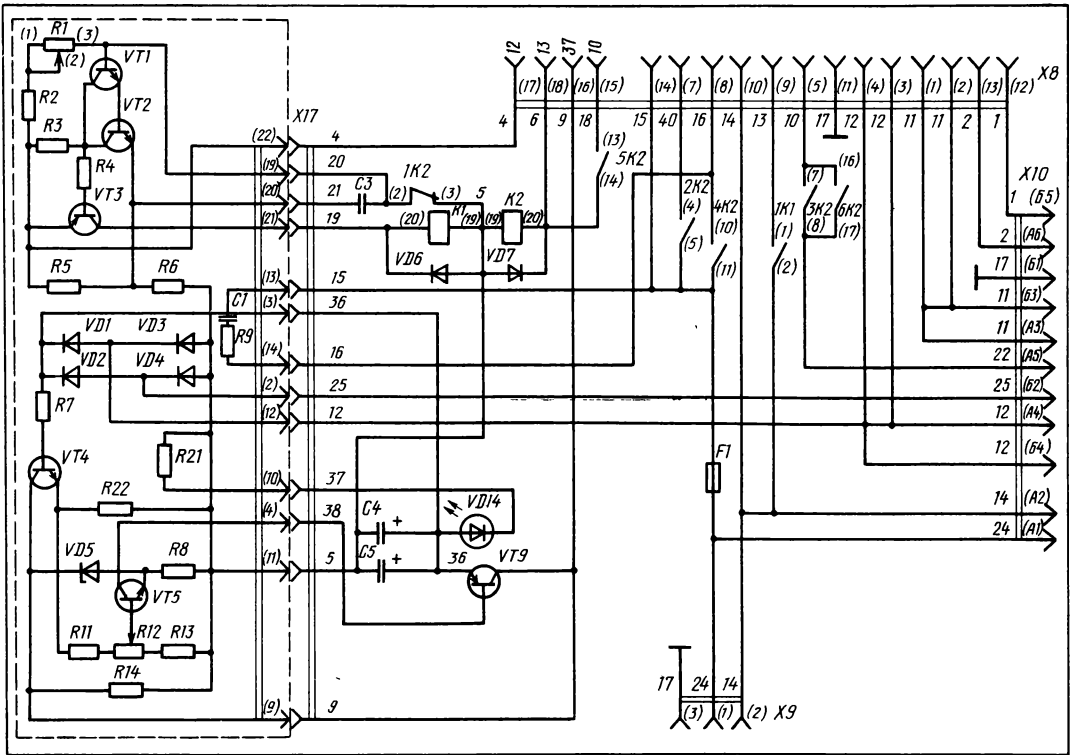 (1) R1 (3)
(2)
VT1
R2
VT2
R3
R4
VT3
R5 R6
VD1 VD3
VD2 VD4
R7
VT4
R21
R22
VD5 R8
VT5
R11 R12 R13
R14
C1
R9
X17
(22) 4
(19) 20
(20) 21
(21) 19
(13) 15
(3) 36
(14) 16
(2) 25
(12) 12
(10) 37
(4) 38
(11) 5
(9) 9
C3
1K2
(2) (3) 5
K1 K2
(20) (19) (19) (20)
VD6 VD7
C4 +
C5 +
VD14
36 VT9
12 13 37 10
(17) (18) (16) (15) (14) (7) (8) (10) (9) (5) (11) (4) (3) (1) (2) (13) (12) X8
4 6 9 18 15 40 16 14 13 10 17 12 12 11 11 2 1
(13)
5K2
(14)
2K2
(4)
(5)
4K2
(10)
(11)
1K1
(1)
(2)
(7)
3K2
(8)
(16)
6K2
(17)
F1
X10
1 (Б5)
2 (А6)
17 (Б1)
11 (Б3)
11 (А3)
22 (А5)
25 (Б2)
12 (А4)
12 (Б4)
14 (А2)
24 (А1)
17 24 14
(3) (1) (2) X9